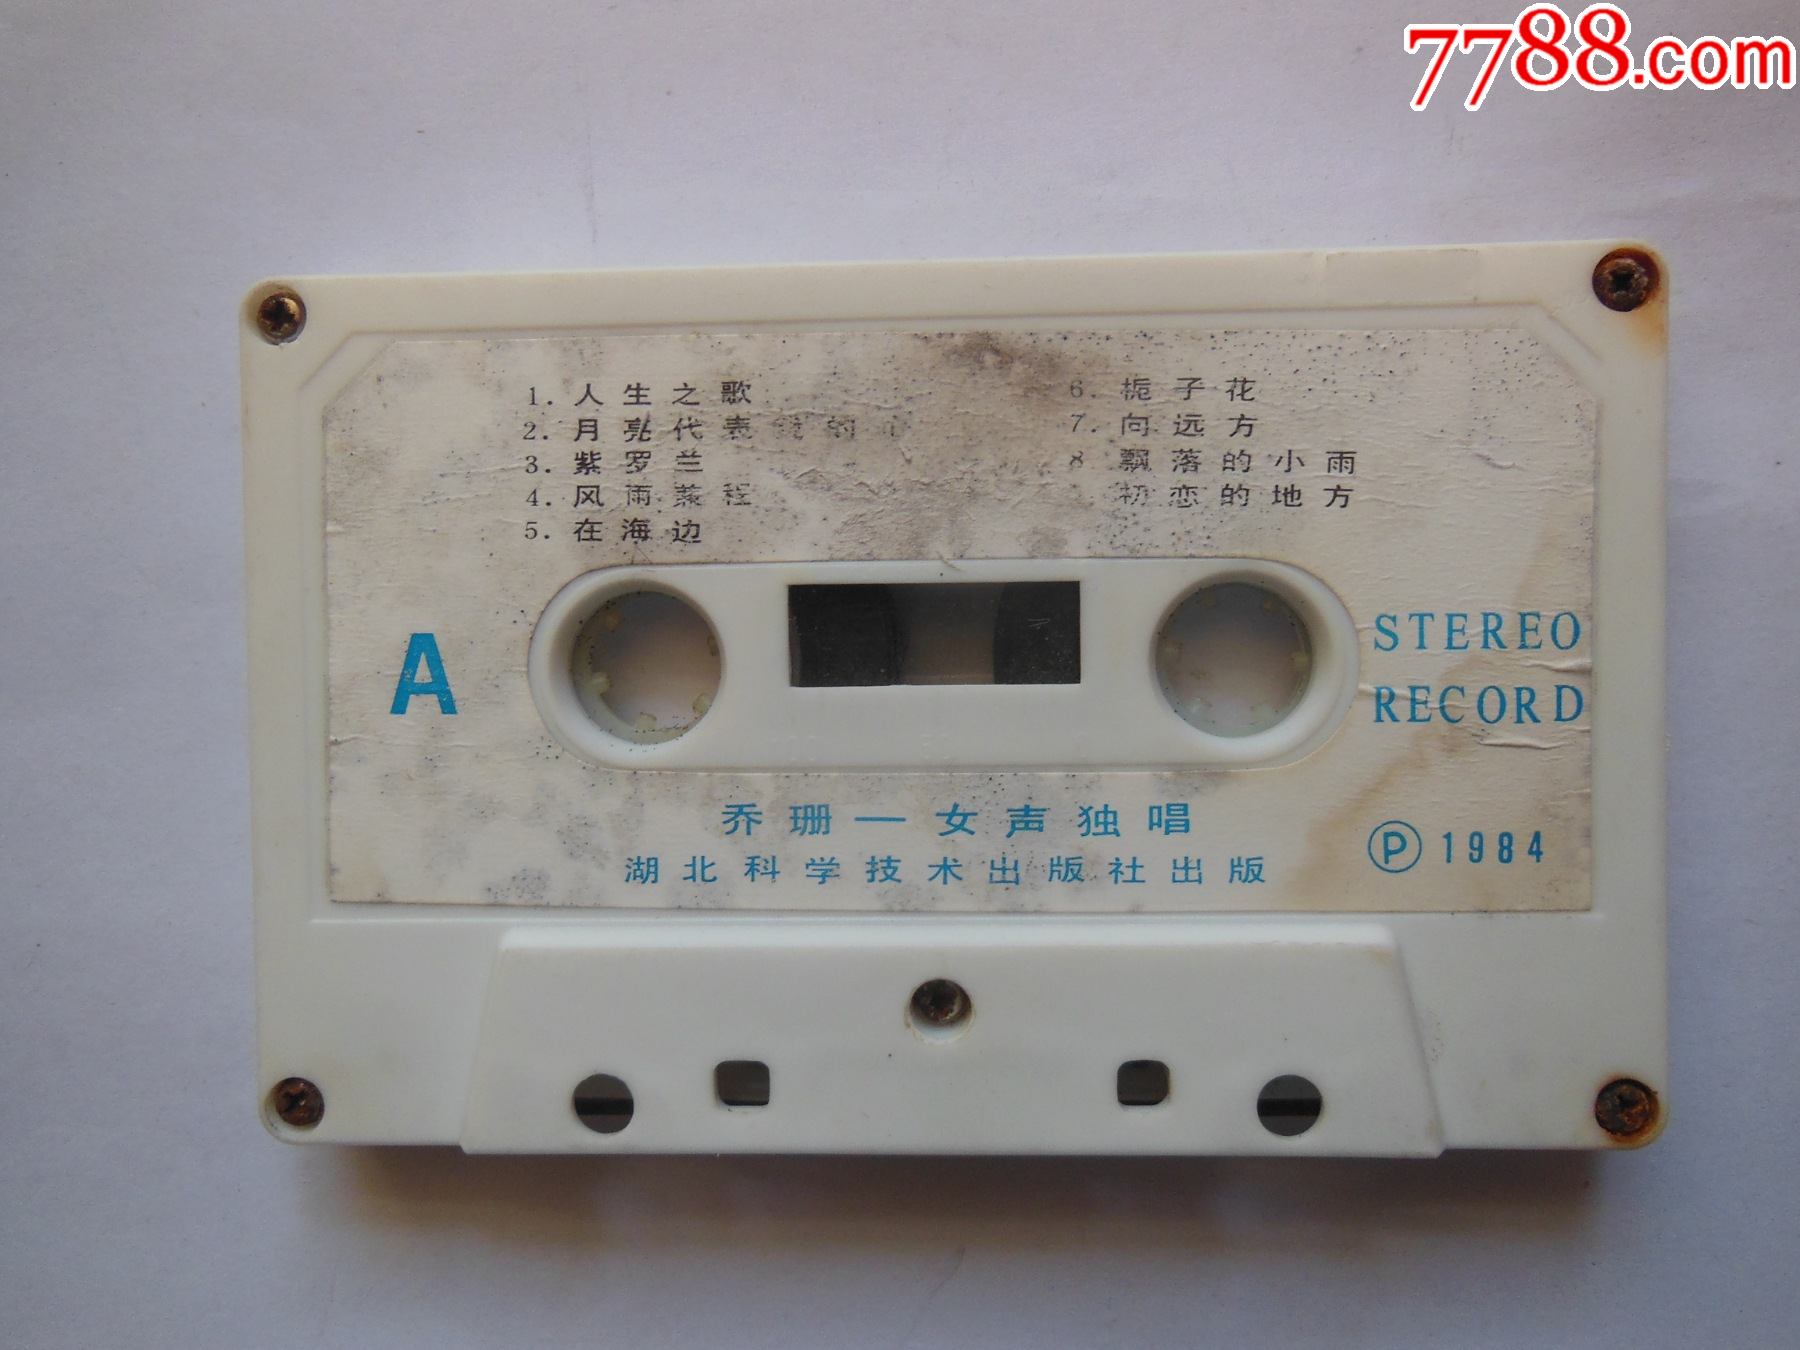 7788.com
1. 人生之歌
2. 月亮代表我的心
3. 紫罗兰
4. 风雨兼程
5. 在海边
6. 栀子花
7. 向远方
8 飘落的小雨
初恋的地方
A
STEREO
RECORD
乔珊—女声独唱
湖北科学技术出版社出版
Ⓟ 1984